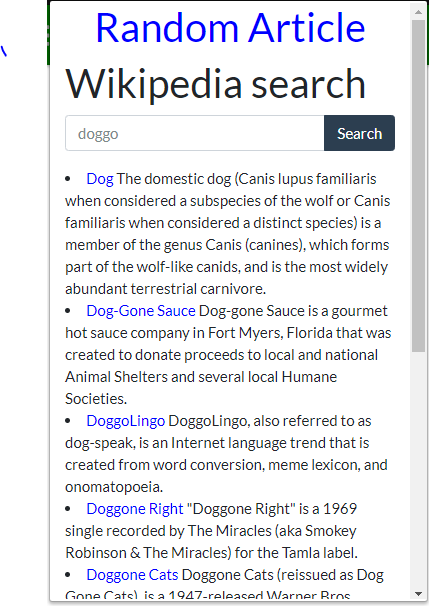 Random Article
Wikipedia search
doggo
Search
• Dog The domestic dog (Canis lupus familiaris
when considered a subspecies of the wolf or Canis
familiaris when considered a distinct species) is a
member of the genus Canis (canines), which forms
part of the wolf-like canids, and is the most widely
abundant terrestrial carnivore.
• Dog-Gone Sauce Dog-gone Sauce is a gourmet
hot sauce company in Fort Myers, Florida that was
created to donate proceeds to local and national
Animal Shelters and several local Humane
Societies.
• DoggoLingo DoggoLingo, also referred to as
dog-speak, is an Internet language trend that is
created from word conversion, meme lexicon, and
onomatopoeia.
• Doggone Right "Doggone Right" is a 1969
single recorded by The Miracles (aka Smokey
Robinson & The Miracles) for the Tamla label.
• Doggone Cats Doggone Cats (reissued as Dog
Gone Cats), is a 1947-released Warner Bros.